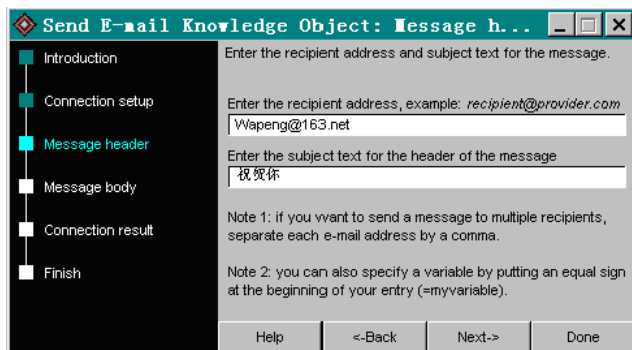 Send E-mail Knowledge Object: Message h...
Introduction
Connection setup
Message header
Message body
Connection result
Finish
Enter the recipient address and subject text for the message.
Enter the recipient address, example: recipient@provider.com
Wapeng@163.net
Enter the subject text for the header of the message
祝贺你
Note 1: if you want to send a message to multiple recipients,
separate each e-mail address by a comma.
Note 2: you can also specify a variable by putting an equal sign
at the beginning of your entry (=myvariable).
Help
<-Back
Next->
Done